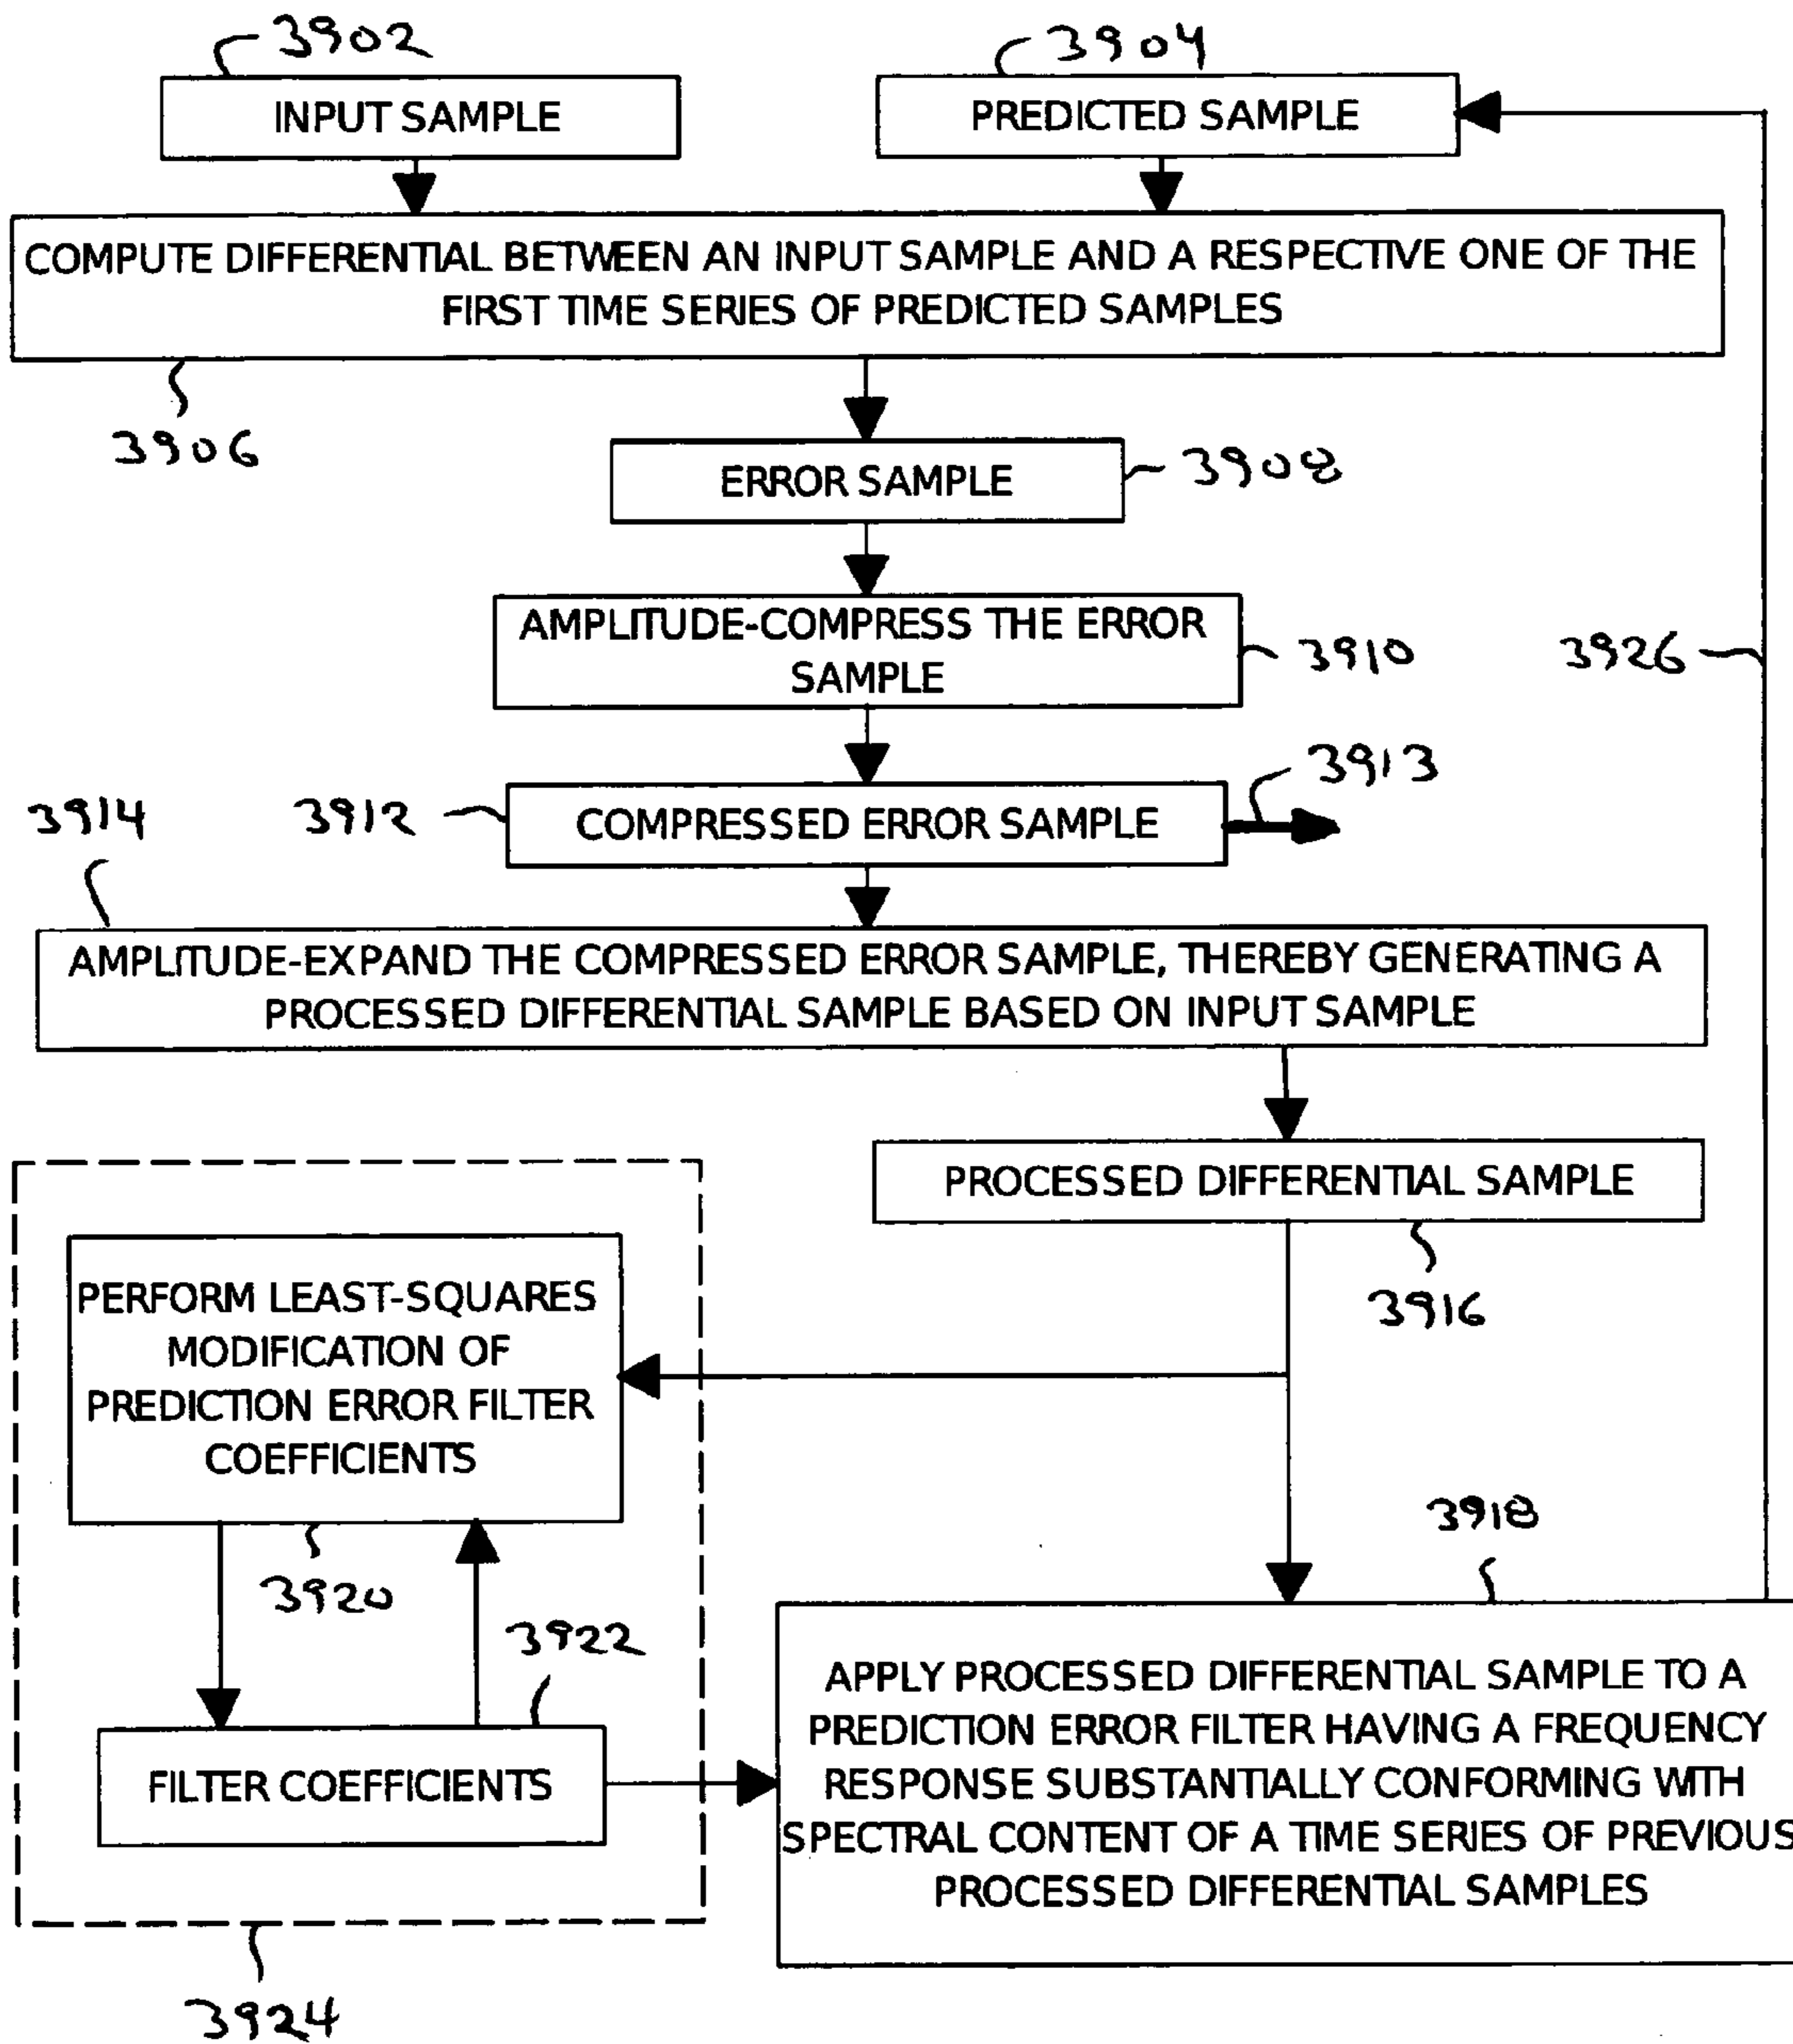 3902
3904
INPUT SAMPLE
PREDICTED SAMPLE
COMPUTE DIFFERENTIAL BETWEEN AN INPUT SAMPLE AND A RESPECTIVE ONE OF THE
FIRST TIME SERIES OF PREDICTED SAMPLES
3906
ERROR SAMPLE
3908
AMPLITUDE-COMPRESS THE ERROR
SAMPLE
3910
3926
3913
3914
3912
COMPRESSED ERROR SAMPLE
AMPLITUDE-EXPAND THE COMPRESSED ERROR SAMPLE, THEREBY GENERATING A
PROCESSED DIFFERENTIAL SAMPLE BASED ON INPUT SAMPLE
PROCESSED DIFFERENTIAL SAMPLE
3916
PERFORM LEAST-SQUARES
MODIFICATION OF
PREDICTION ERROR FILTER
COEFFICIENTS
3918
3920
3922
FILTER COEFFICIENTS
APPLY PROCESSED DIFFERENTIAL SAMPLE TO A
PREDICTION ERROR FILTER HAVING A FREQUENCY
RESPONSE SUBSTANTIALLY CONFORMING WITH
SPECTRAL CONTENT OF A TIME SERIES OF PREVIOUS
PROCESSED DIFFERENTIAL SAMPLES
3924